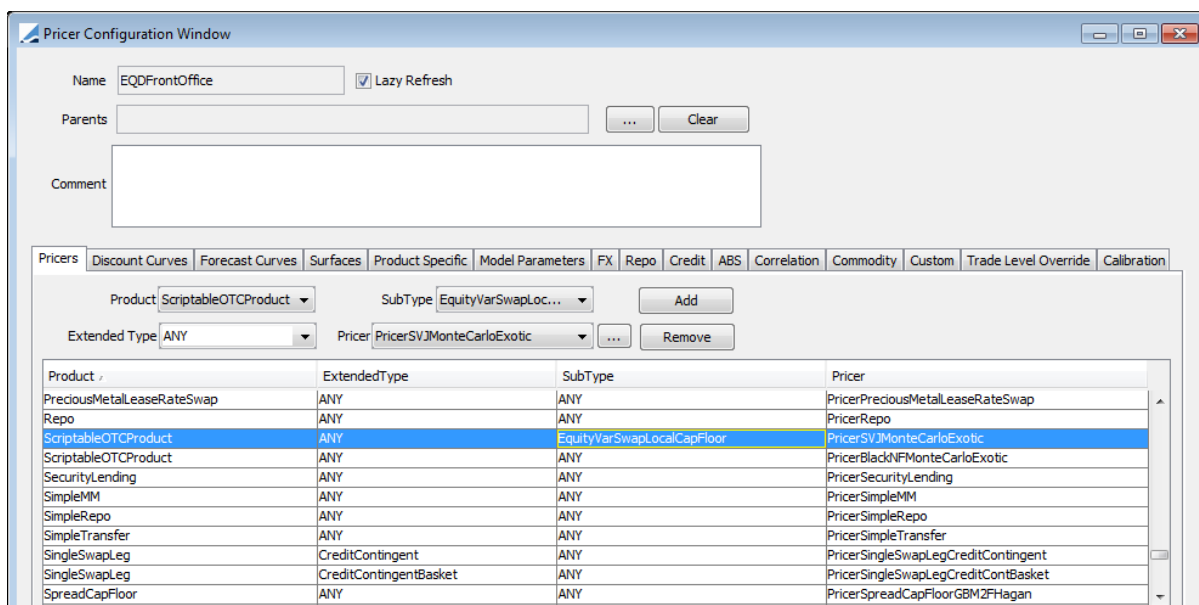 Pricer Configuration Window
Name EQDFrontOffice Lazy Refresh
Parents ... Clear
Comment
Pricers Discount Curves Forecast Curves Surfaces Product Specific Model Parameters FX Repo Credit ABS Correlation Commodity Custom Trade Level Override Calibration
Product ScriptableOTCProduct SubType EquityVarSwapLoc... Add
Extended Type ANY Pricer PricerSVJMonteCarloExotic ... Remove
Product ExtendedType SubType Pricer
PreciousMetalLeaseRateSwap ANY ANY PricerPreciousMetalLeaseRateSwap
Repo ANY ANY PricerRepo
ScriptableOTCProduct ANY EquityVarSwapLocalCapFloor PricerSVJMonteCarloExotic
ScriptableOTCProduct ANY ANY PricerBlackNFMonteCarloExotic
SecurityLending ANY ANY PricerSecurityLending
SimpleMM ANY ANY PricerSimpleMM
SimpleRepo ANY ANY PricerSimpleRepo
SimpleTransfer ANY ANY PricerSimpleTransfer
SingleSwapLeg CreditContingent ANY PricerSingleSwapLegCreditContingent
SingleSwapLeg CreditContingentBasket ANY PricerSingleSwapLegCreditContBasket
SpreadCapFloor ANY ANY PricerSpreadCapFloorGBM2FHagan